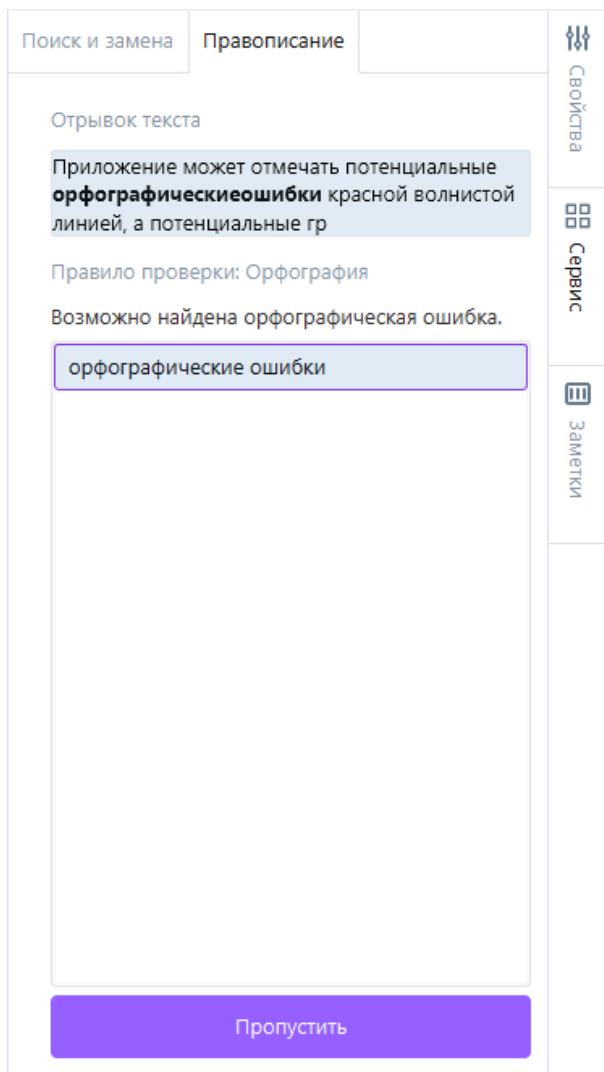 Поиск и замена
Правописание
Отрывок текста
Приложение может отмечать потенциальные
орфографическиеошибки красной волнистой
линией, а потенциальные гр
Правило проверки: Орфография
Возможно найдена орфографическая ошибка.
орфографические ошибки
Пропустить
Свойства
Сервис
Заметки